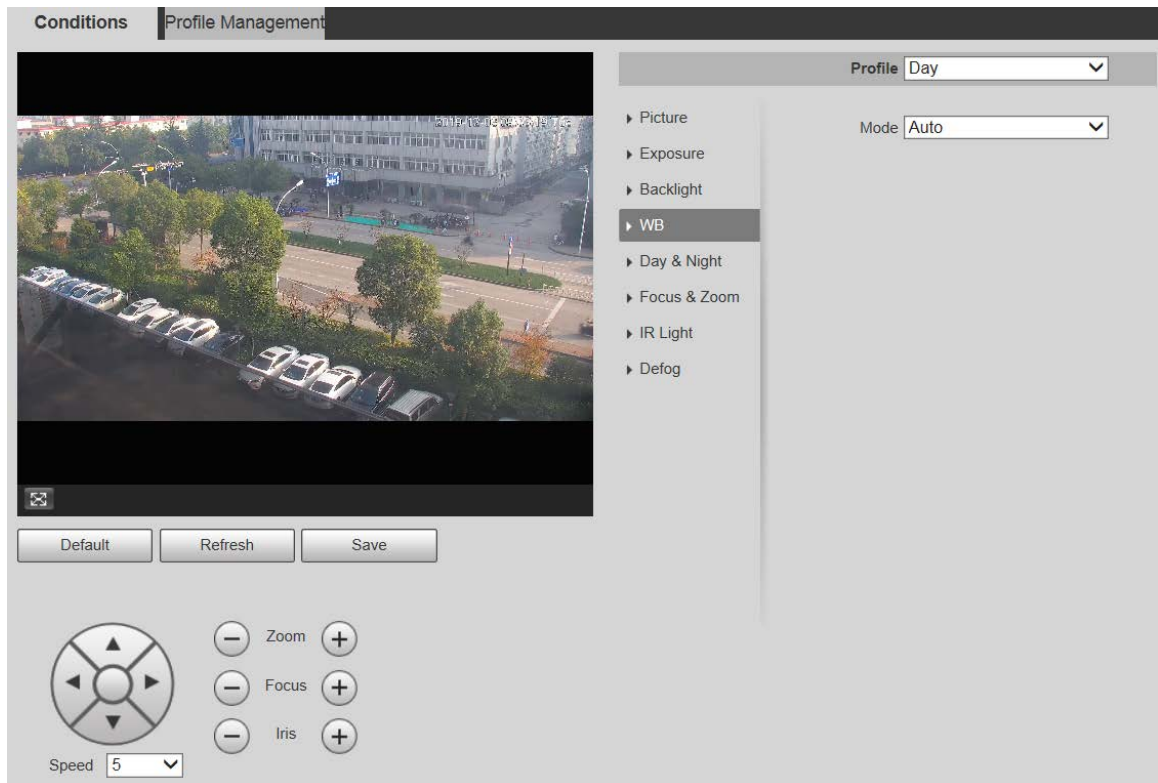 Conditions
Profile Management
Profile Day
Picture
Mode Auto
Exposure
Backlight
WB
Day & Night
Focus & Zoom
IR Light
Defog
Default
Refresh
Save
Zoom
Focus
Iris
Speed 5